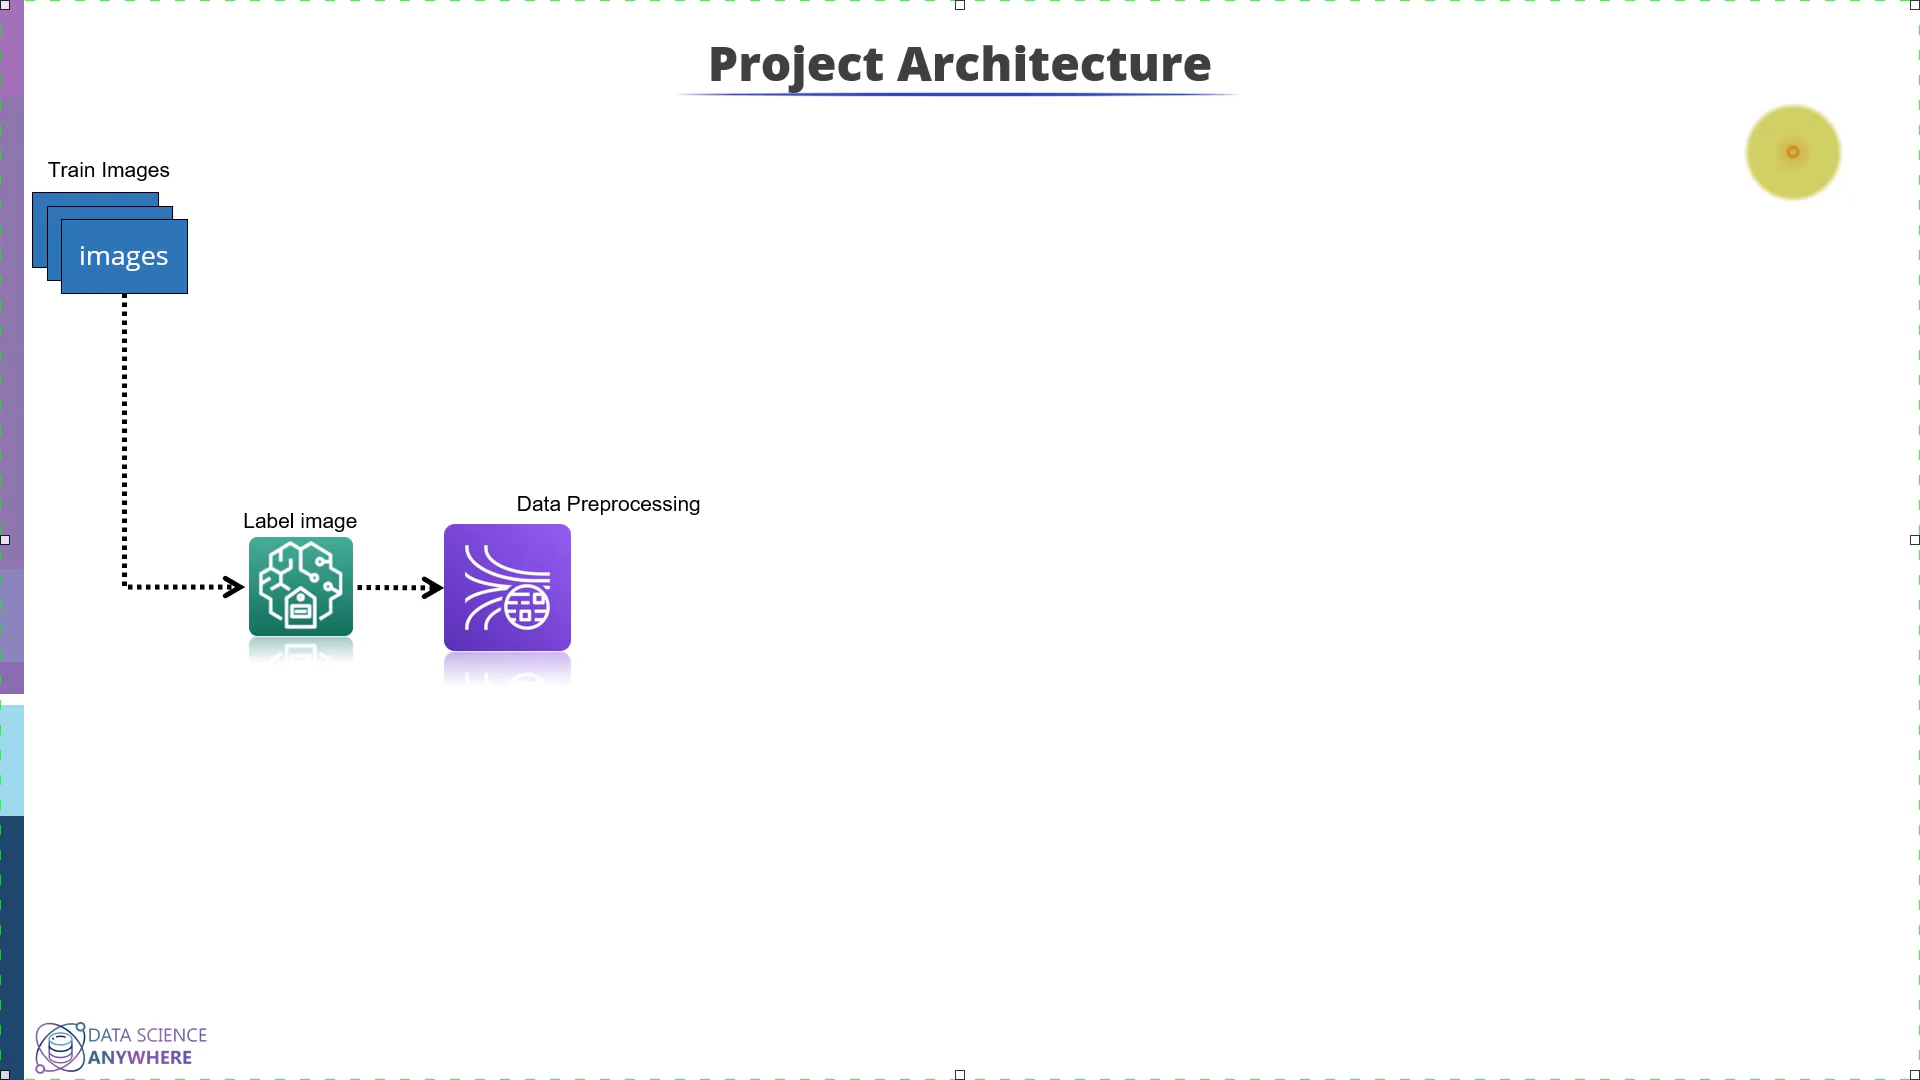 Project Architecture
Train Images
images
Label image
Data Preprocessing
DATA SCIENCE
ANYWHERE